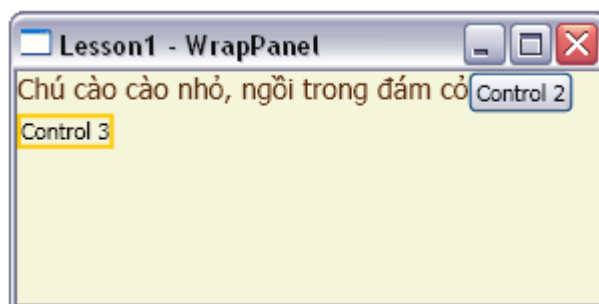 Lesson1 - WrapPanel
Chú cào cào nhỏ, ngồi trong đám cỏ Control 2
Control 3